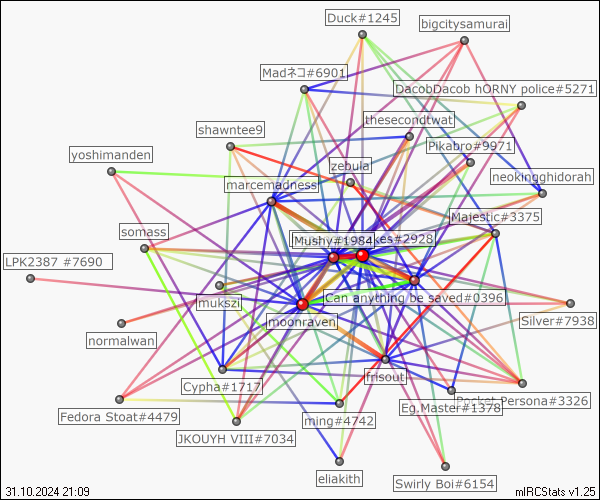 Duck#1245
bigcitysamurai
Madネコ#6901
DacobDacob hORNY police#5271
thesecondtwat
shawntee9
Pikabro#9971
yoshimanden
zebula
neokingghidorah
marcemadness
Majestic#3375
somass
Mushy#1984
kes#2928
LPK2387 #7690
Can anything be saved#0396
mukszi
moonraven
Silver#7938
normalwan
frisout
Cypha#1717
Pocket Persona#3326
Eg.Master#1378
Fedora Stoat#4479
ming#4742
JKOUYH VIII#7034
eliakith
Swirly Boi#6154
31.10.2024 21:09
mIRCStats v1.25